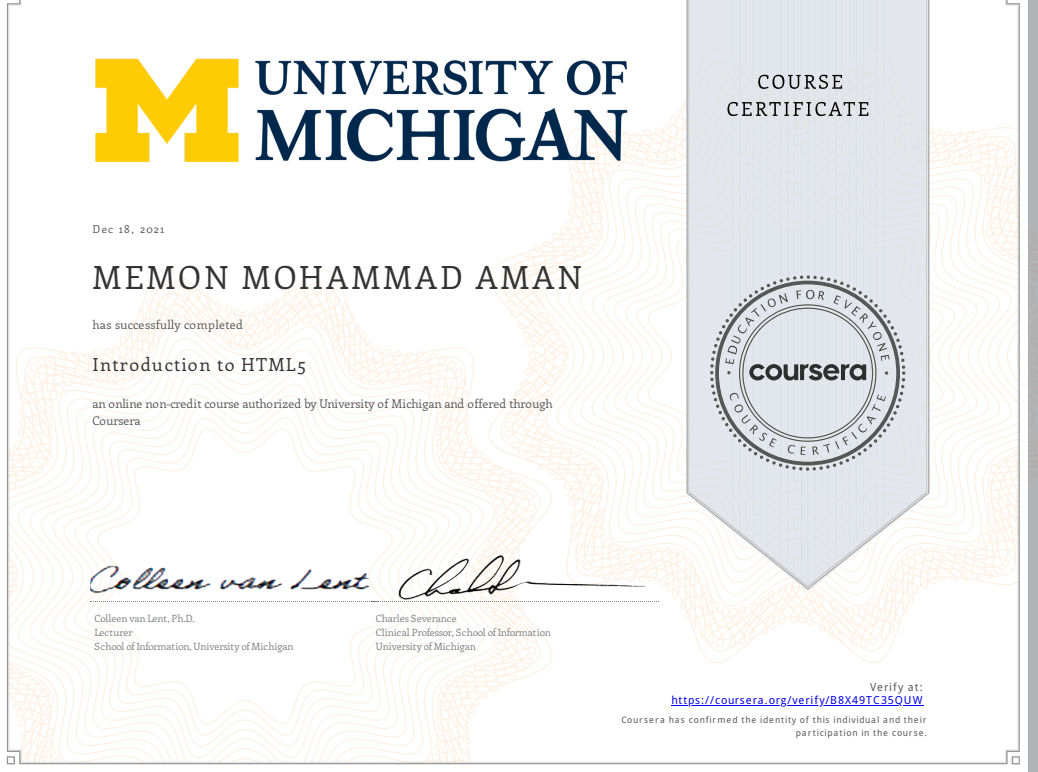 UNIVERSITY OF
MICHIGAN
COURSE
CERTIFICATE
Dec 18, 2021
MEMON MOHAMMAD AMAN
has successfully completed
Introduction to HTML5
an online non-credit course authorized by University of Michigan and offered through
Coursera
EDUCATION FOR EVERYONE
coursera
COURSE CERTIFICATE
Colleen van Lent
Colleen van Lent, Ph.D.
Lecturer
School of Information, University of Michigan
Charles Severance
Clinical Professor, School of Information
University of Michigan
Verify at:
https://coursera.org/verify/B8X49TC35QUW
Coursera has confirmed the identity of this individual and their
participation in the course.